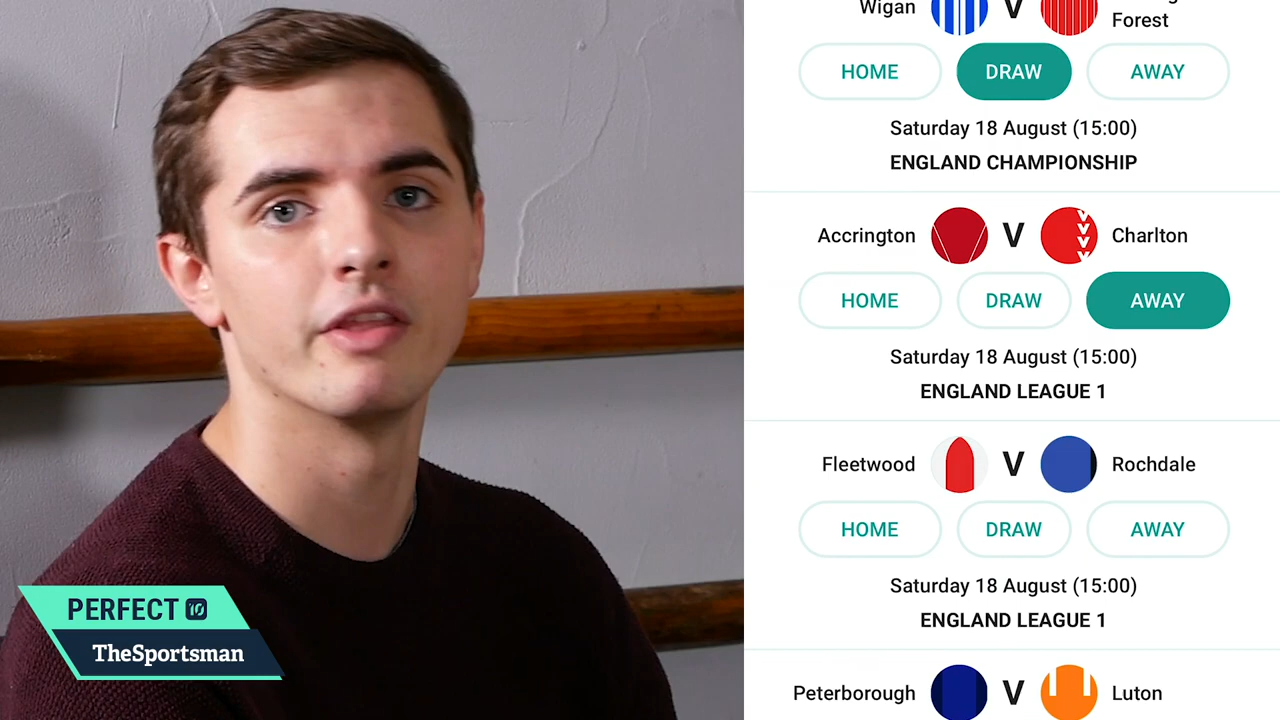 Wigan V
Forest
HOME DRAW AWAY
Saturday 18 August (15:00)
ENGLAND CHAMPIONSHIP
Accrington V Charlton
HOME DRAW AWAY
Saturday 18 August (15:00)
ENGLAND LEAGUE 1
Fleetwood V Rochdale
HOME DRAW AWAY
Saturday 18 August (15:00)
ENGLAND LEAGUE 1
Peterborough V Luton
PERFECT 10
TheSportsman